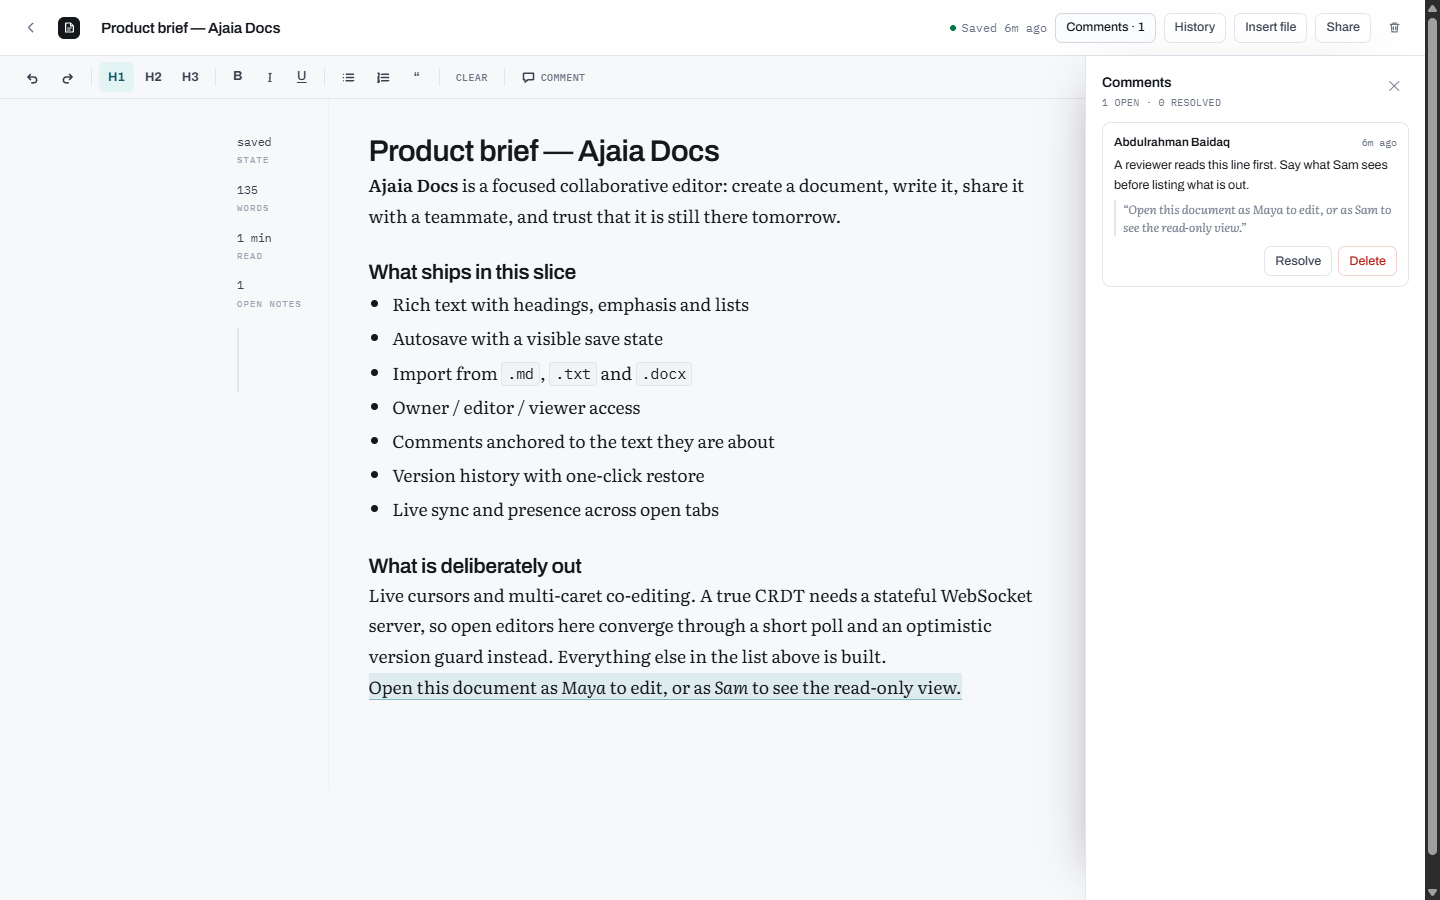 Product brief — Ajaia Docs
Saved 6m ago
Comments · 1
History
Insert file
Share
H1
H2
H3
B
I
U
“
CLEAR
COMMENT
saved
STATE
135
WORDS
1 min
READ
1
OPEN NOTES
Product brief — Ajaia Docs
Ajaia Docs is a focused collaborative editor: create a document, write it, share it
with a teammate, and trust that it is still there tomorrow.
What ships in this slice
Rich text with headings, emphasis and lists
Autosave with a visible save state
Import from .md, .txt and .docx
Owner / editor / viewer access
Comments anchored to the text they are about
Version history with one-click restore
Live sync and presence across open tabs
What is deliberately out
Live cursors and multi-caret co-editing. A true CRDT needs a stateful WebSocket
server, so open editors here converge through a short poll and an optimistic
version guard instead. Everything else in the list above is built.
Open this document as Maya to edit, or as Sam to see the read-only view.
Comments
1 OPEN · 0 RESOLVED
Abdulrahman Baidaq
6m ago
A reviewer reads this line first. Say what Sam sees
before listing what is out.
“Open this document as Maya to edit, or as Sam to
see the read-only view.”
Resolve
Delete